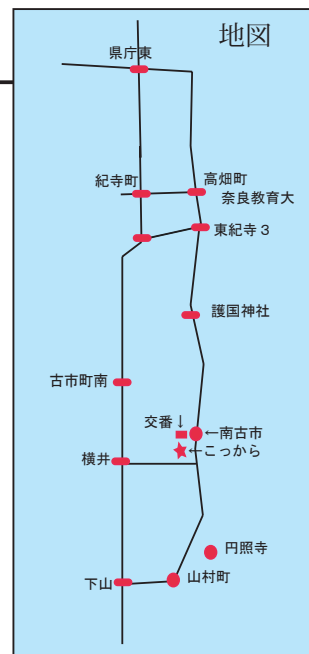 地図
県庁東
紀寺町
高畑町
奈良教育大
東紀寺3
護国神社
古市町南
交番↓
←南古市
←こっから
横井
円照寺
山村町
下山